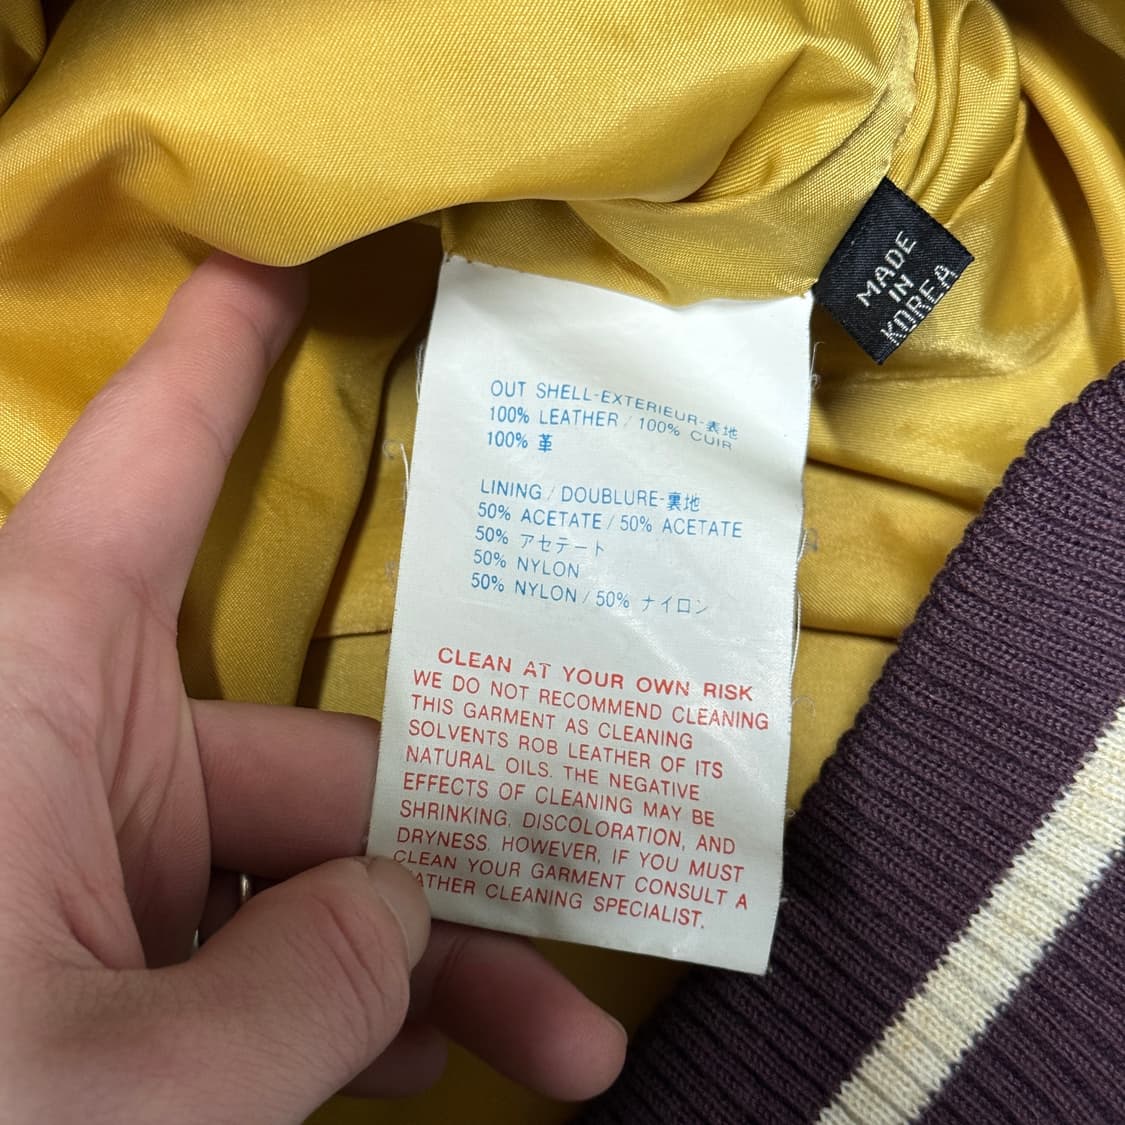 MADE
IN
KOREA
OUT SHELL-EXTERIEUR-表地
100% LEATHER / 100% CUIR
100% 革
LINING / DOUBLURE-裏地
50% ACETATE / 50% ACETATE
50% アセテート
50% NYLON
50% NYLON / 50% ナイロン
CLEAN AT YOUR OWN RISK
WE DO NOT RECOMMEND CLEANING
THIS GARMENT AS CLEANING
SOLVENTS ROB LEATHER OF ITS
NATURAL OILS. THE NEGATIVE
EFFECTS OF CLEANING MAY BE
SHRINKING, DISCOLORATION, AND
DRYNESS. HOWEVER, IF YOU MUST
CLEAN YOUR GARMENT CONSULT A
ATHER CLEANING SPECIALIST.